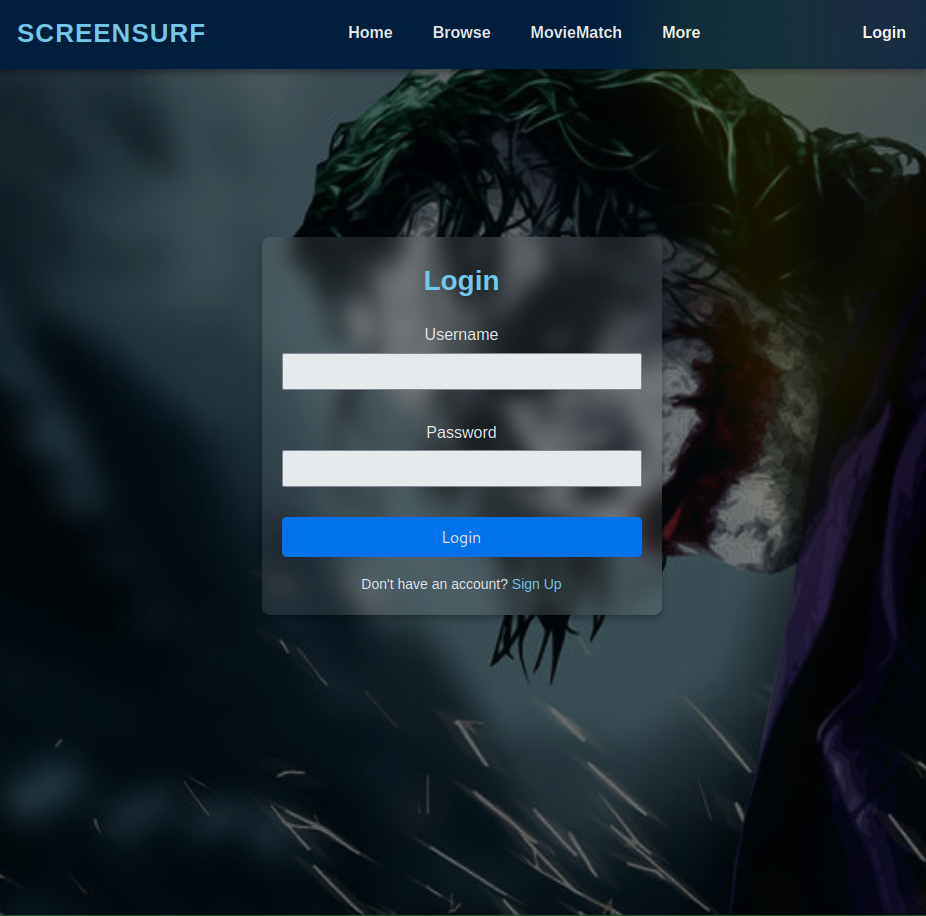 SCREENSURF Home Browse MovieMatch More Login
Login
Username
Password
Login
Don't have an account? Sign Up